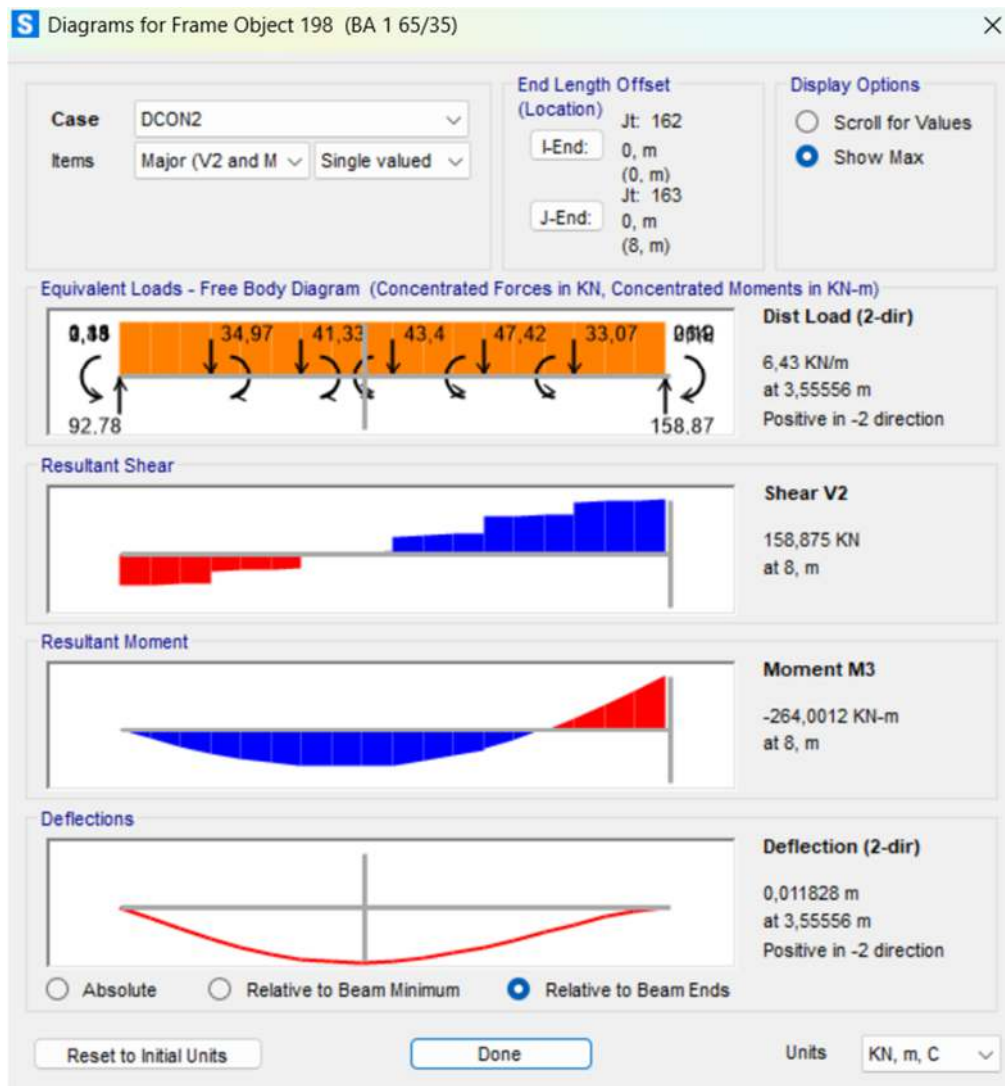 S Diagrams for Frame Object 198 (BA 1 65/35)
Case DCON2
Items Major (V2 and M Single valued
End Length Offset
(Location)
Jt: 162
I-End: 0, m
(0, m)
Jt: 163
J-End: 0, m
(8, m)
Display Options
Scroll for Values
Show Max
Equivalent Loads - Free Body Diagram (Concentrated Forces in KN, Concentrated Moments in KN-m)
34,97 41,33 43,4 47,42 33,07
92.78 158,87
Dist Load (2-dir)
6,43 KN/m
at 3,55556 m
Positive in -2 direction
Resultant Shear
Shear V2
158,875 KN
at 8, m
Resultant Moment
Moment M3
-264,0012 KN-m
at 8, m
Deflections
Deflection (2-dir)
0,011828 m
at 3,55556 m
Positive in -2 direction
Absolute Relative to Beam Minimum Relative to Beam Ends
Reset to Initial Units Done Units KN, m, C